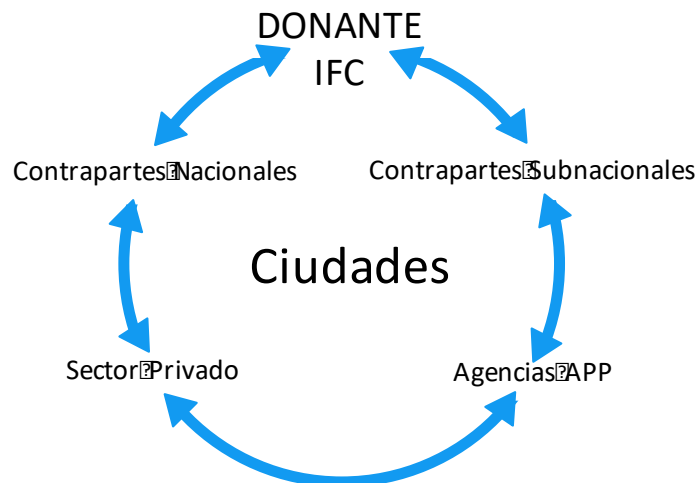 DONANTE
IFC
Contrapartes Nacionales
Contrapartes Subnacionales
Ciudades
Sector Privado
Agencias APP